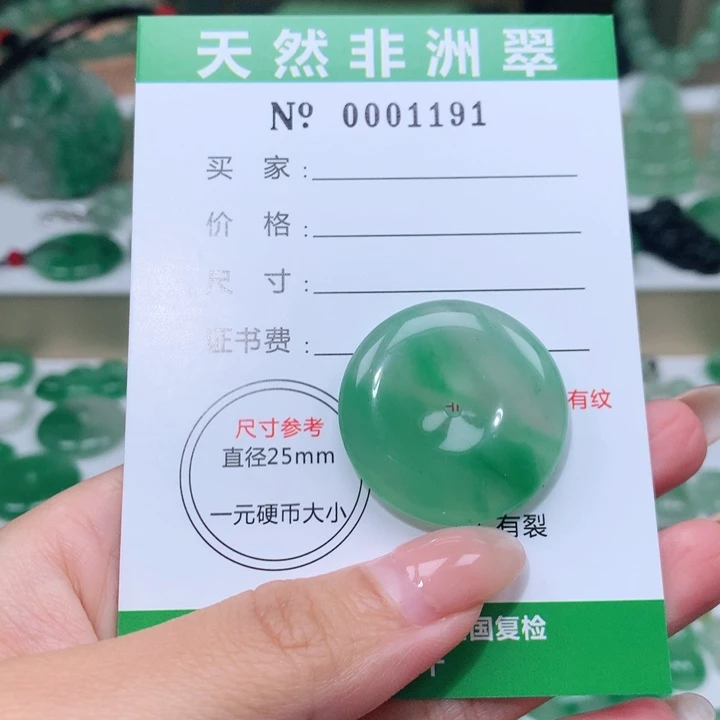 天然非洲翠
Nº 0001191
买 家：
价 格：
尺 寸：
证书费：
有纹
尺寸参考
直径25mm
一元硬币大小
有裂
国复检